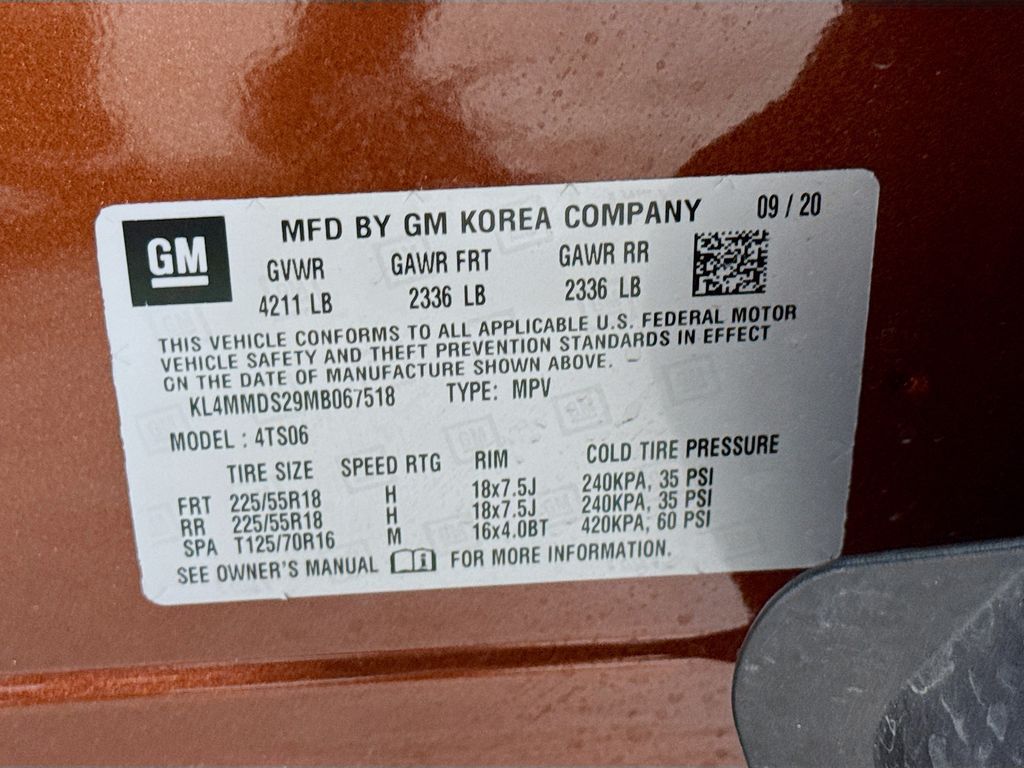 MFD BY GM KOREA COMPANY 09 / 20
GM
GVWR GAWR FRT GAWR RR
4211 LB 2336 LB 2336 LB
THIS VEHICLE CONFORMS TO ALL APPLICABLE U.S. FEDERAL MOTOR
VEHICLE SAFETY AND THEFT PREVENTION STANDARDS IN EFFECT
ON THE DATE OF MANUFACTURE SHOWN ABOVE.
KL4MMDS29MB067518 TYPE: MPV
MODEL : 4TS06
TIRE SIZE SPEED RTG RIM COLD TIRE PRESSURE
FRT 225/55R18 H 18x7.5J 240KPA, 35 PSI
RR 225/55R18 H 18x7.5J 240KPA, 35 PSI
SPA T125/70R16 M 16x4.0BT 420KPA, 60 PSI
SEE OWNER'S MANUAL FOR MORE INFORMATION.